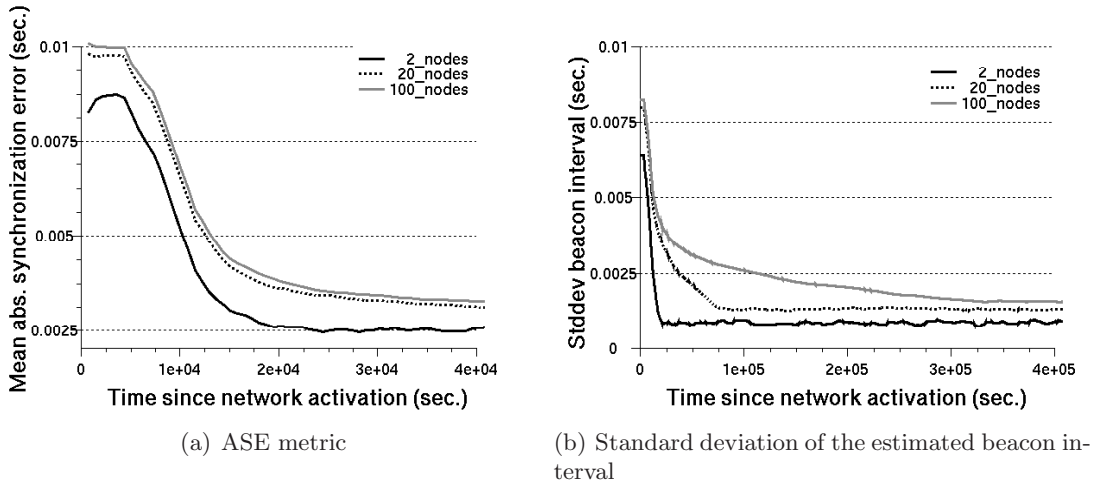 Mean abs. synchronization error (sec.)
0.01
0.0075
0.005
0.0025
2_nodes
20_nodes
100_nodes
0
1e+04
2e+04
3e+04
4e+04
Time since network activation (sec.)
(a) ASE metric
Stddev beacon interval (sec.)
0.01
0.0075
0.005
0.0025
0
2_nodes
20_nodes
100_nodes
0
1e+05
2e+05
3e+05
4e+05
Time since network activation (sec.)
(b) Standard deviation of the estimated beacon in-
terval